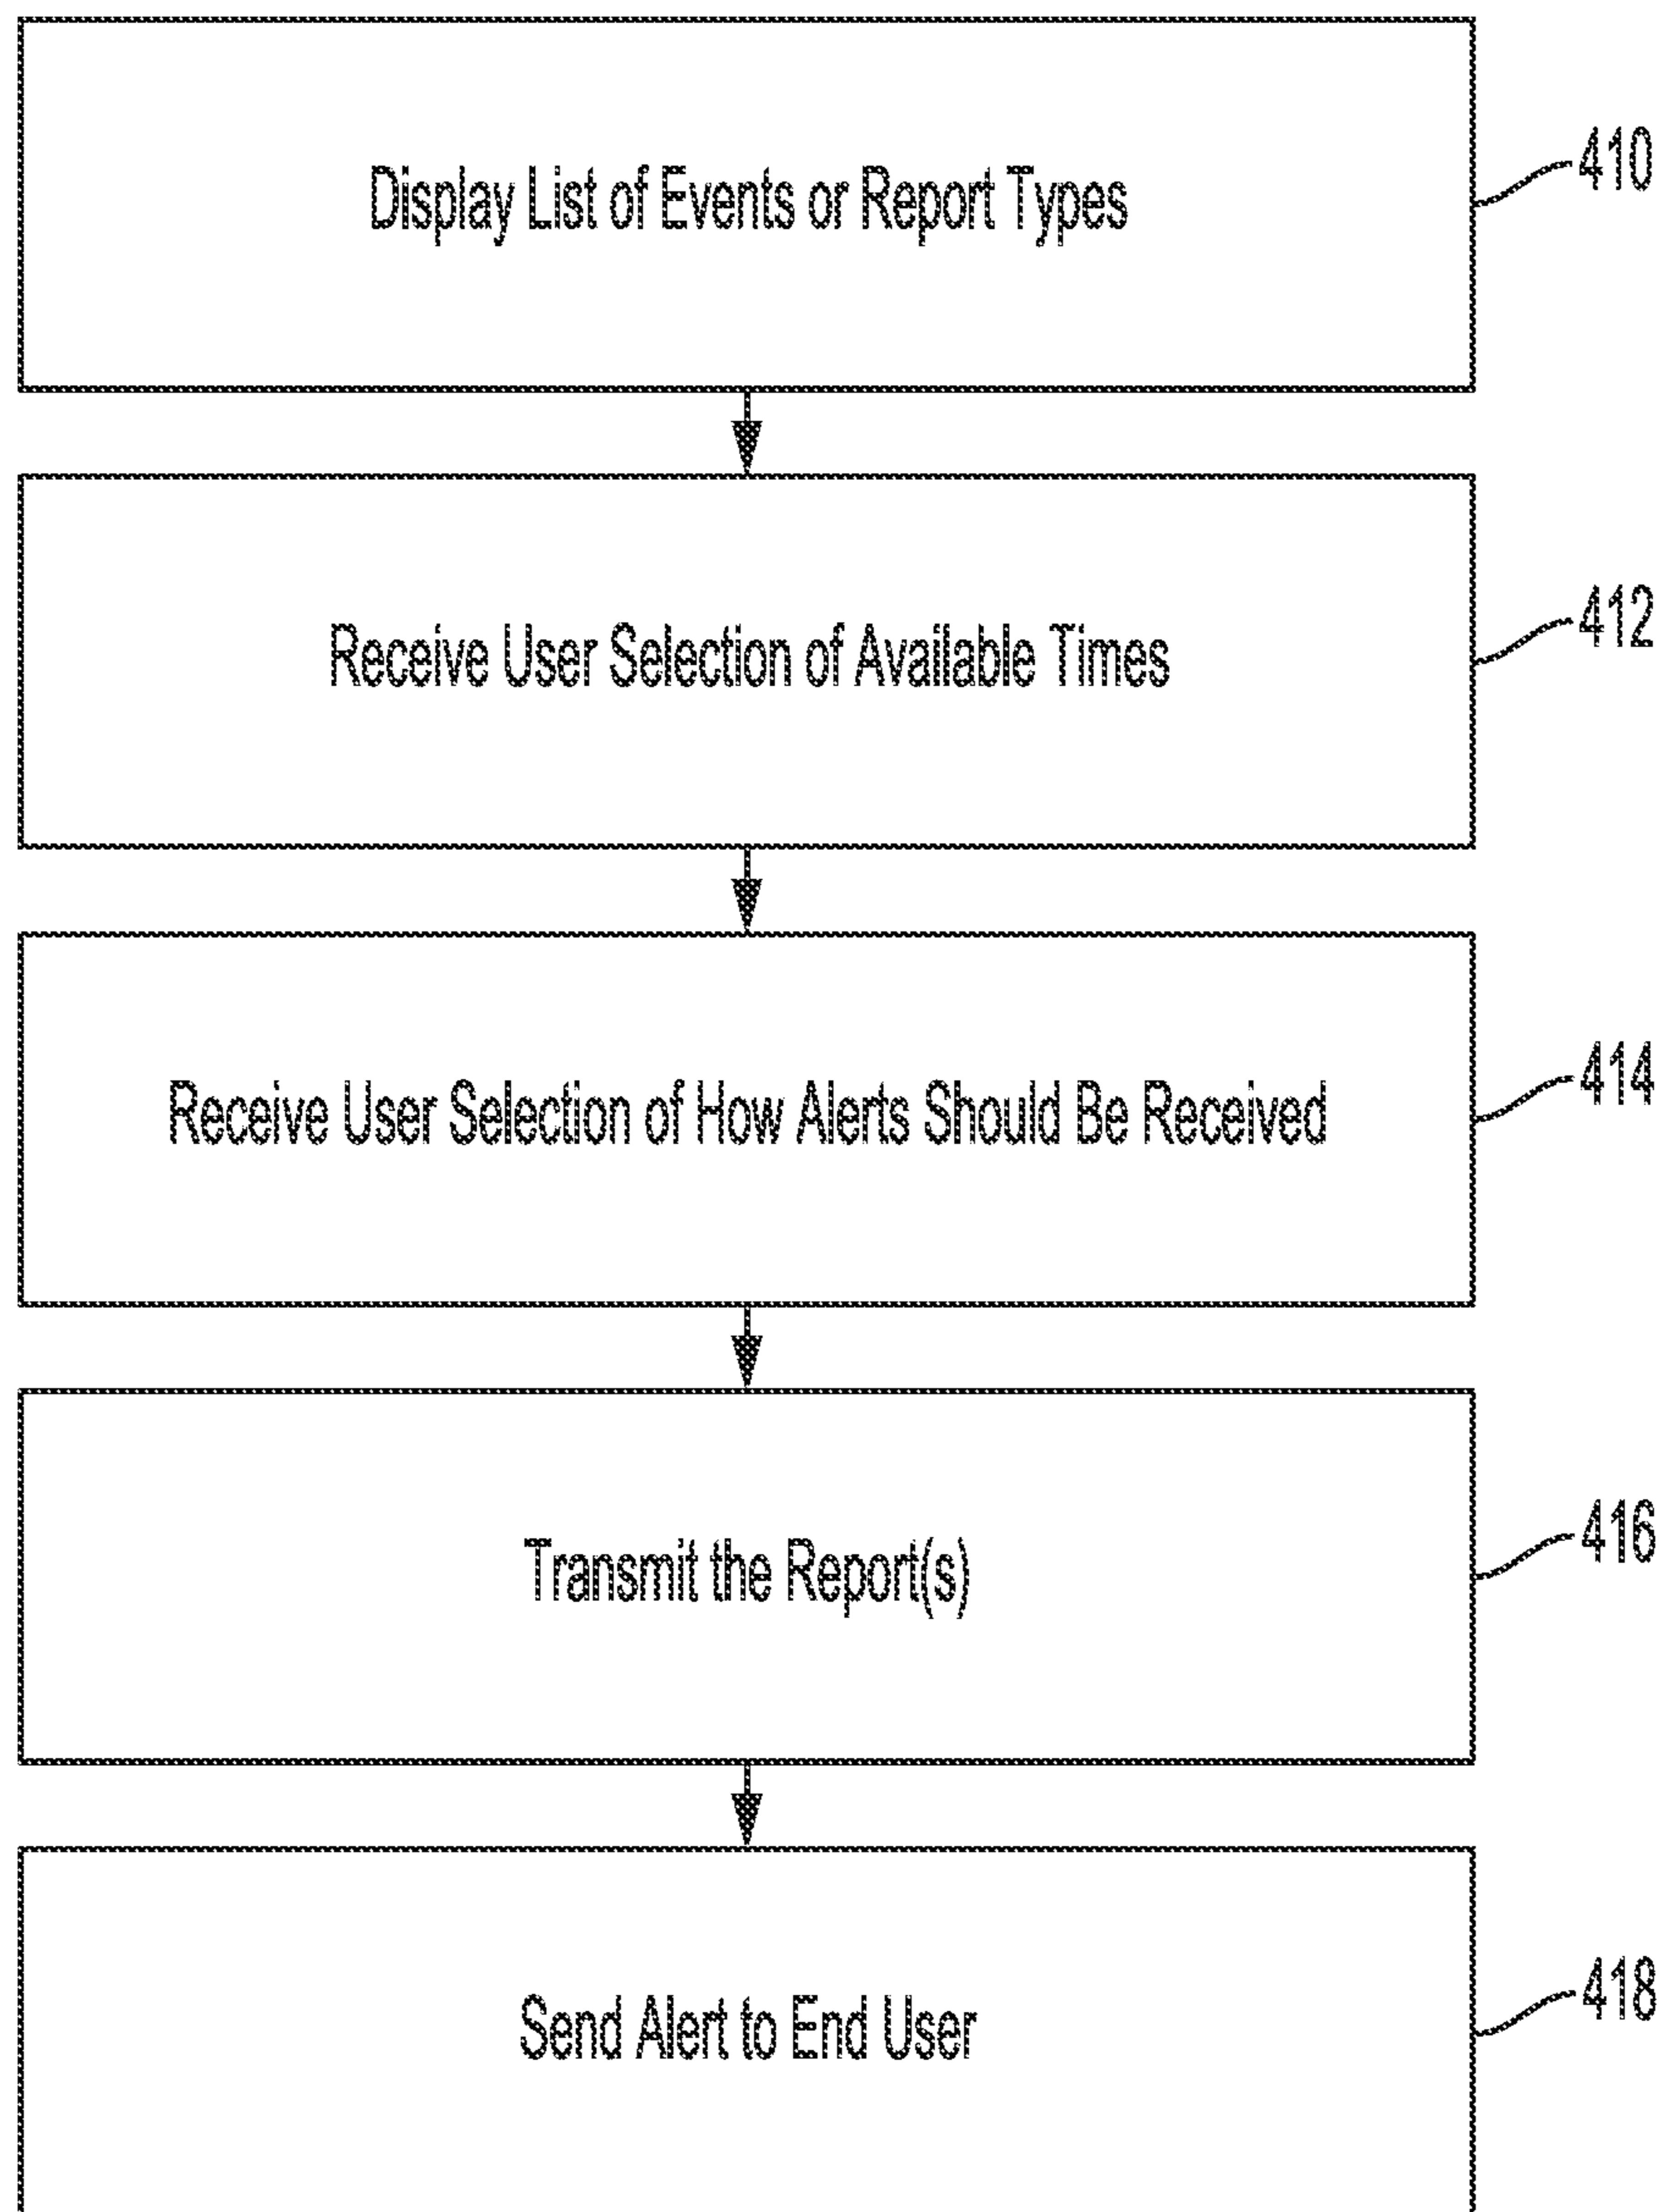 Display List of Events or Report Types
410
Receive User Selection of Available Times
412
Receive User Selection of How Alerts Should Be Received
414
Transmit the Report(s)
416
Send Alert to End User
418